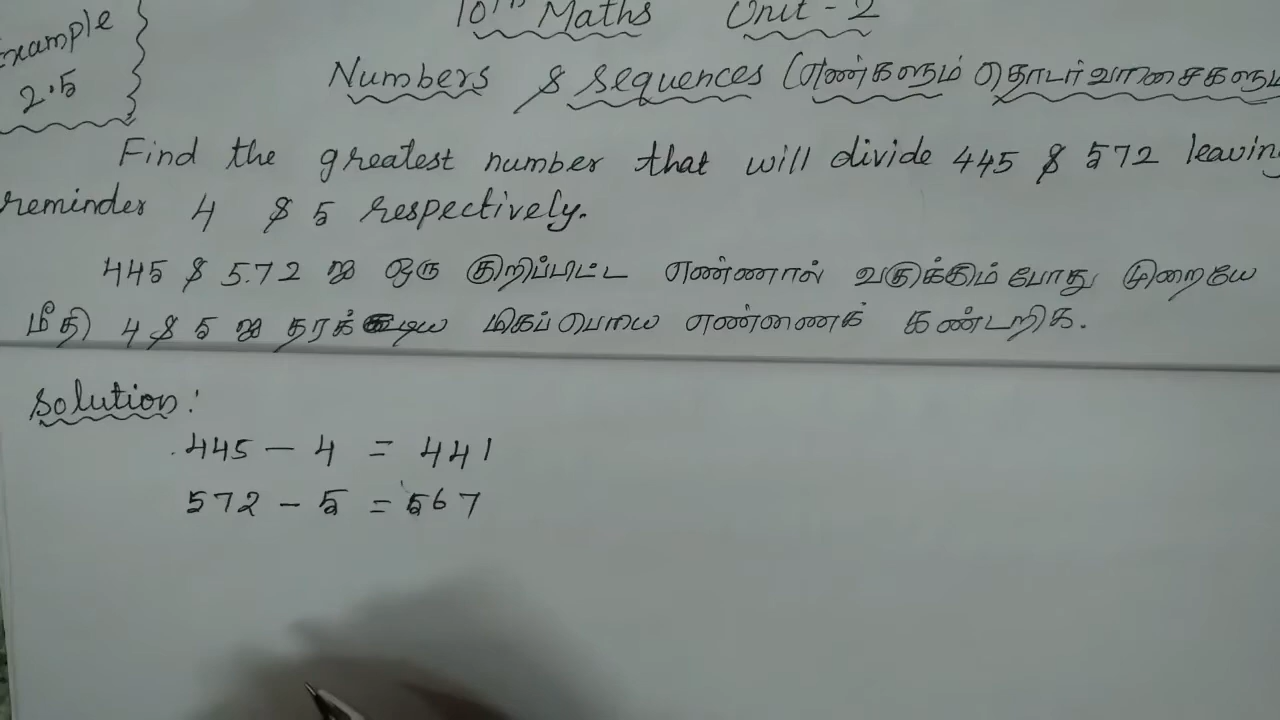 10th Maths Unit - 2
Example
2.5
Numbers & Sequences (எண்களும் தொடர்வரிசைகளும்
Find the greatest number that will divide 445 & 572 leaving
reminder 4 & 5 respectively.
445 & 5.72 ஐ ஒரு குறிப்பிட்ட எண்ணால் வகுக்கும் போது முறையே
மீதி 4 & 5 ஐ தரக்கூடிய மிகப் பெரிய எண்ணைக் கண்டறிக.
Solution:
445 - 4 = 441
572 - 5 = 567